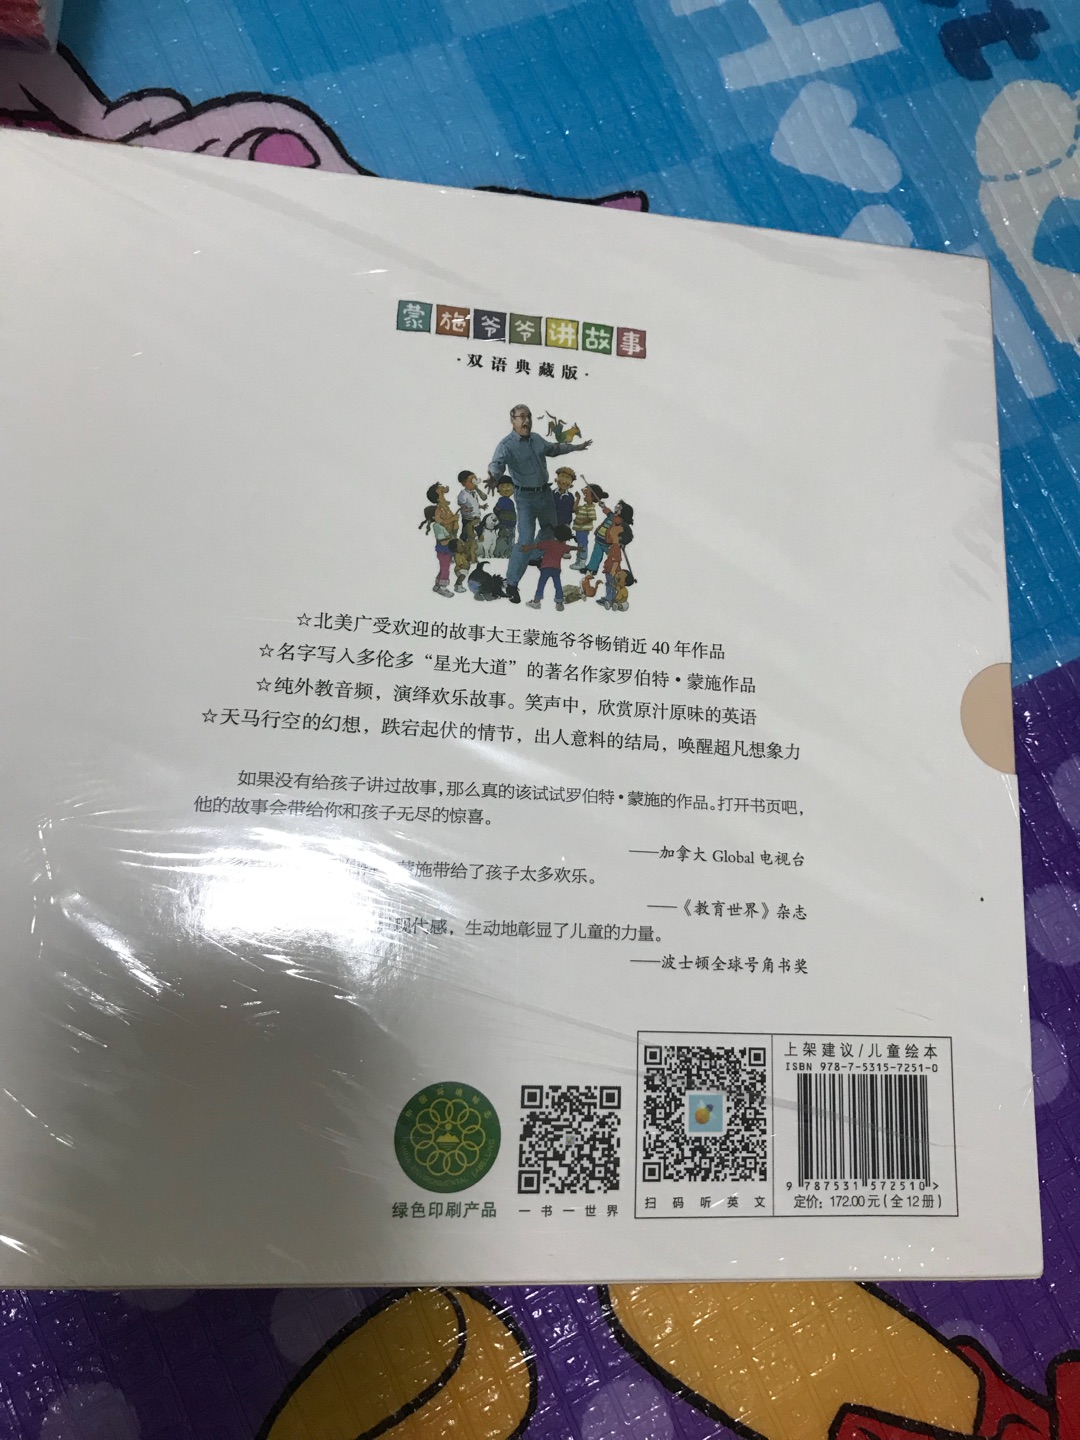 蒙施爷爷讲故事
·双语典藏版·
☆北美广受欢迎的故事大王蒙施爷爷畅销近40年作品
☆名字写入多伦多“星光大道”的著名作家罗伯特·蒙施作品
☆纯外教音频，演绎欢乐故事。笑声中，欣赏原汁原味的英语
☆天马行空的幻想，跌宕起伏的情节，出人意料的结局，唤醒超凡想象力
如果没有给孩子讲过故事，那么真的该试试罗伯特·蒙施的作品。打开书页吧，
他的故事会带给你和孩子无尽的惊喜。
——加拿大 Global 电视台
蒙施带给了孩子太多欢乐。
——《教育世界》杂志
现代感，生动地彰显了儿童的力量。
——波士顿全球号角书奖
绿色印刷产品
一书一世界
扫码听英文
上架建议/儿童绘本
ISBN 978-7-5315-7251-0
9 787531 572510 >
定价：172.00元（全12册）